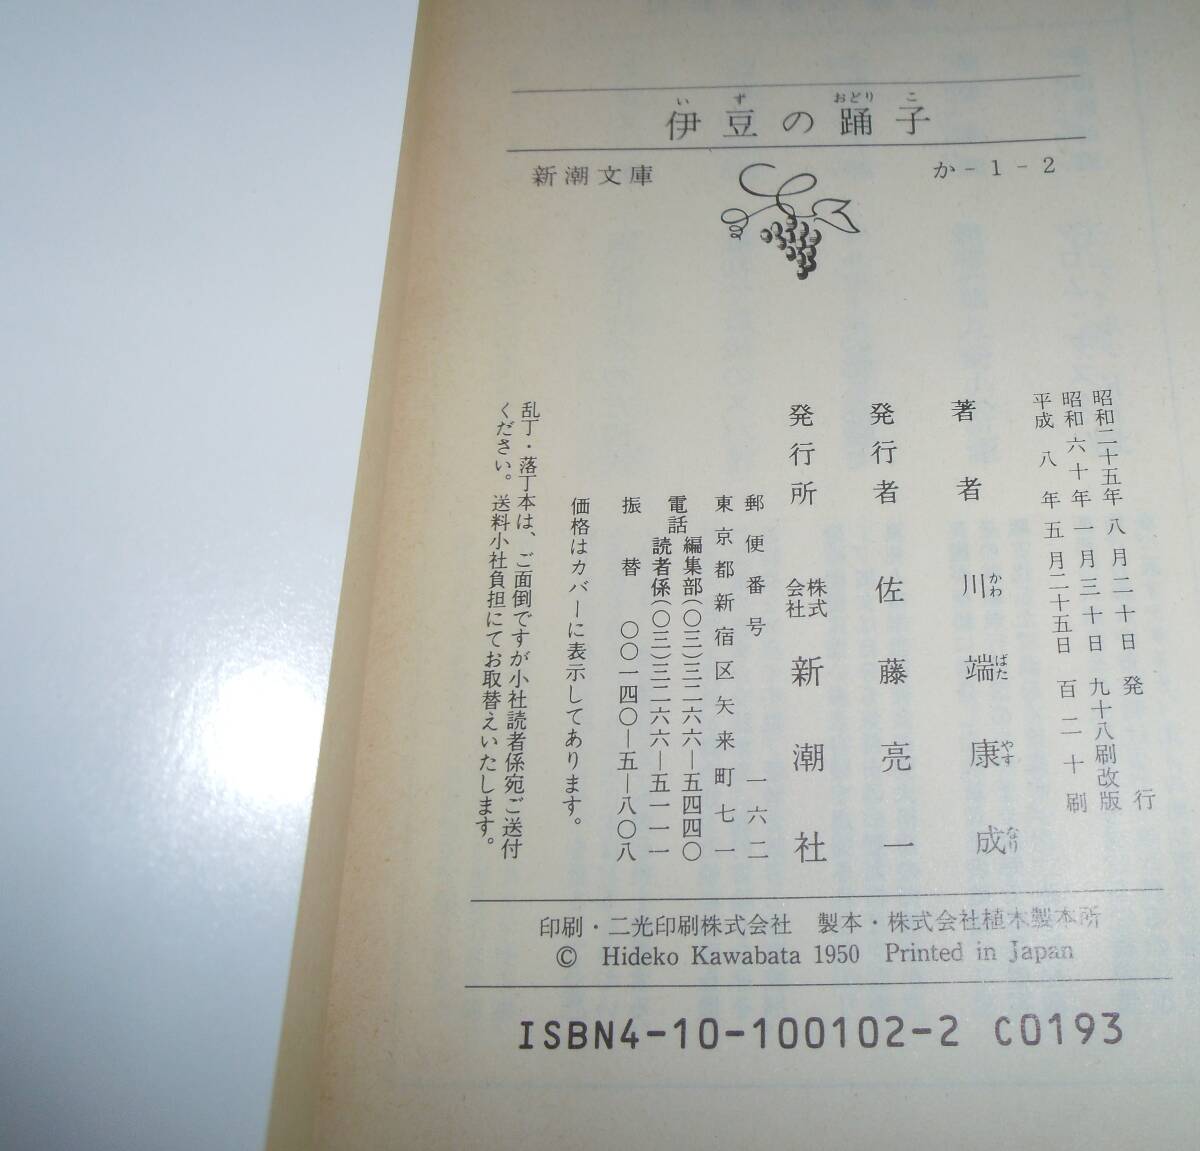 伊豆の踊子
新潮文庫 か-1-2
昭和二十五年八月二十日 発行
昭和六十年一月三十日 九十八刷改版
平成八年五月二十五日 百二十刷
著者 川端康成
発行者 佐藤亮一
発行所 株式会社 新潮社
郵便番号 一六二
東京都新宿区矢来町七一
電話 編集部(〇三)三二六六―五四四〇
読者係(〇三)三二六六―五一一一
振替 〇〇一四〇―五―八〇八
価格はカバーに表示してあります。
乱丁・落丁本は、ご面倒ですが小社読者係宛ご送付
ください。送料小社負担にてお取替えいたします。
印刷・二光印刷株式会社 製本・株式会社植木製本所
© Hideko Kawabata 1950 Printed in Japan
ISBN4-10-100102-2 C0193